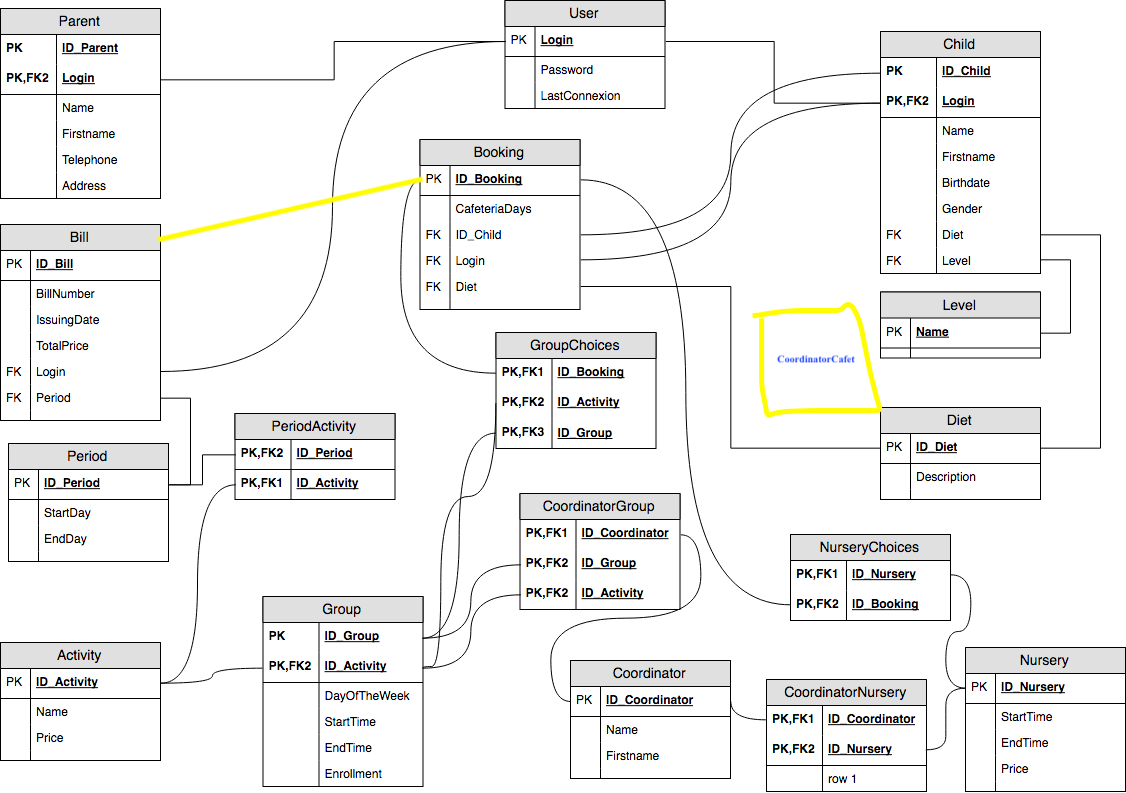 Parent
PK ID_Parent
PK,FK2 Login
Name
Firstname
Telephone
Address
User
PK Login
Password
LastConnexion
Child
PK ID_Child
PK,FK2 Login
Name
Firstname
Birthdate
Gender
FK Diet
FK Level
Booking
PK ID_Booking
CafeteriaDays
FK ID_Child
FK Login
FK Diet
Bill
PK ID_Bill
BillNumber
IssuingDate
TotalPrice
FK Login
FK Period
Level
PK Name
CoordinatorCafet
GroupChoices
PK,FK1 ID_Booking
PK,FK2 ID_Activity
PK,FK3 ID_Group
Diet
PK ID_Diet
Description
PeriodActivity
PK,FK2 ID_Period
PK,FK1 ID_Activity
Period
PK ID_Period
StartDay
EndDay
CoordinatorGroup
PK,FK1 ID_Coordinator
PK,FK2 ID_Group
PK,FK2 ID_Activity
NurseryChoices
PK,FK1 ID_Nursery
PK,FK2 ID_Booking
Group
PK ID_Group
PK,FK2 ID_Activity
DayOfTheWeek
StartTime
EndTime
Enrollment
Activity
PK ID_Activity
Name
Price
Coordinator
PK ID_Coordinator
Name
Firstname
CoordinatorNursery
PK,FK1 ID_Coordinator
PK,FK2 ID_Nursery
row 1
Nursery
PK ID_Nursery
StartTime
EndTime
Price